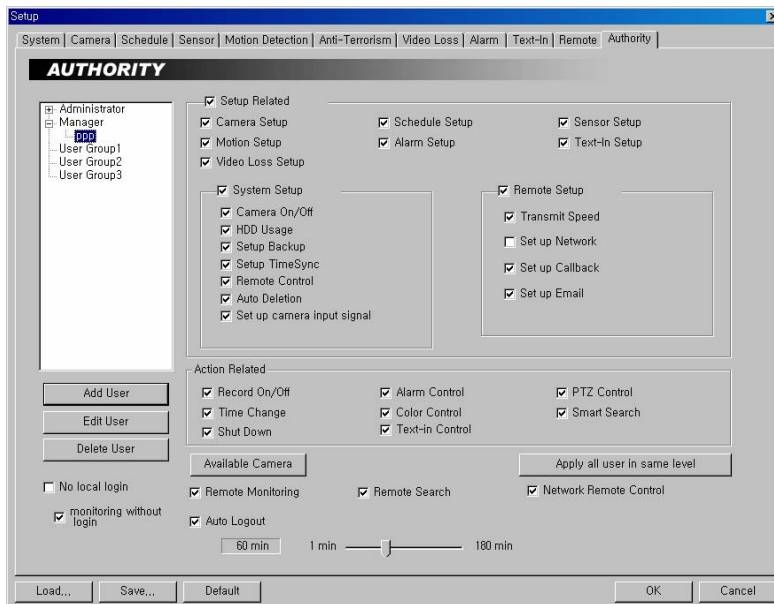 Setup
System | Camera | Schedule | Sensor | Motion Detection | Anti-Terrorism | Video Loss | Alarm | Text-In | Remote | Authority
AUTHORITY
Administrator
Manager
ppp
User Group1
User Group2
User Group3
Add User
Edit User
Delete User
No local login
monitoring without
login
Setup Related
Camera Setup Schedule Setup Sensor Setup
Motion Setup Alarm Setup Text-In Setup
Video Loss Setup
System Setup
Camera On/Off
HDD Usage
Setup Backup
Setup TimeSync
Remote Control
Auto Deletion
Set up camera input signal
Remote Setup
Transmit Speed
Set up Network
Set up Callback
Set up Email
Action Related
Record On/Off Alarm Control PTZ Control
Time Change Color Control Smart Search
Shut Down Text-in Control
Available Camera Apply all user in same level
Remote Monitoring Remote Search Network Remote Control
Auto Logout
60 min 1 min 180 min
Load... Save... Default OK Cancel